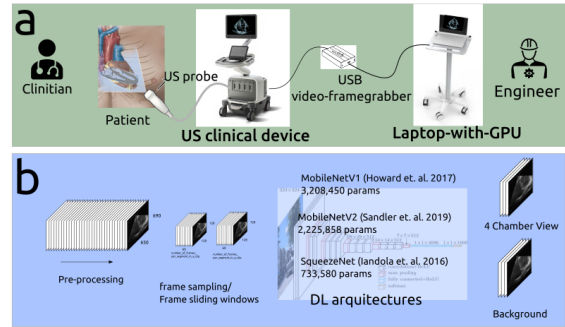 a
Clinitian
Patient
US probe
US clinical device
USB
video-framegrabber
Laptop-with-GPU
Engineer
b
690
630
Pre-processing
frame sampling/
Frame sliding windows
MobileNetV1 (Howard et. al. 2017)
3,208,450 params
MobileNetV2 (Sandler et. al. 2019)
2,225,858 params
SqueezeNet (Iandola et. al. 2016)
733,580 params
DL arquitectures
4 Chamber View
Background